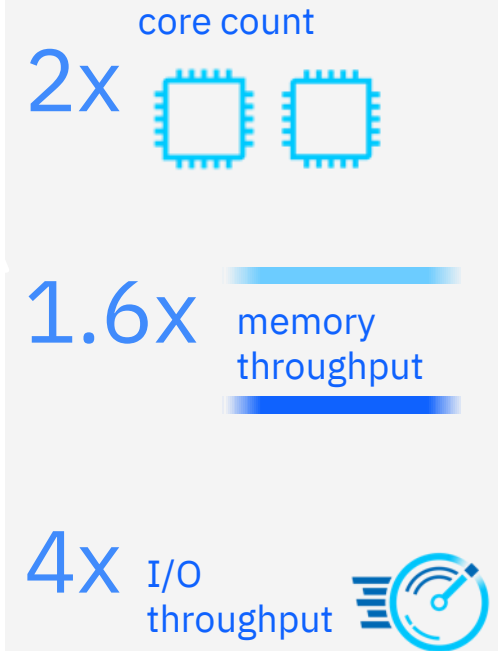 core count
2x
1.6x
memory
throughput
4x
I/O
throughput